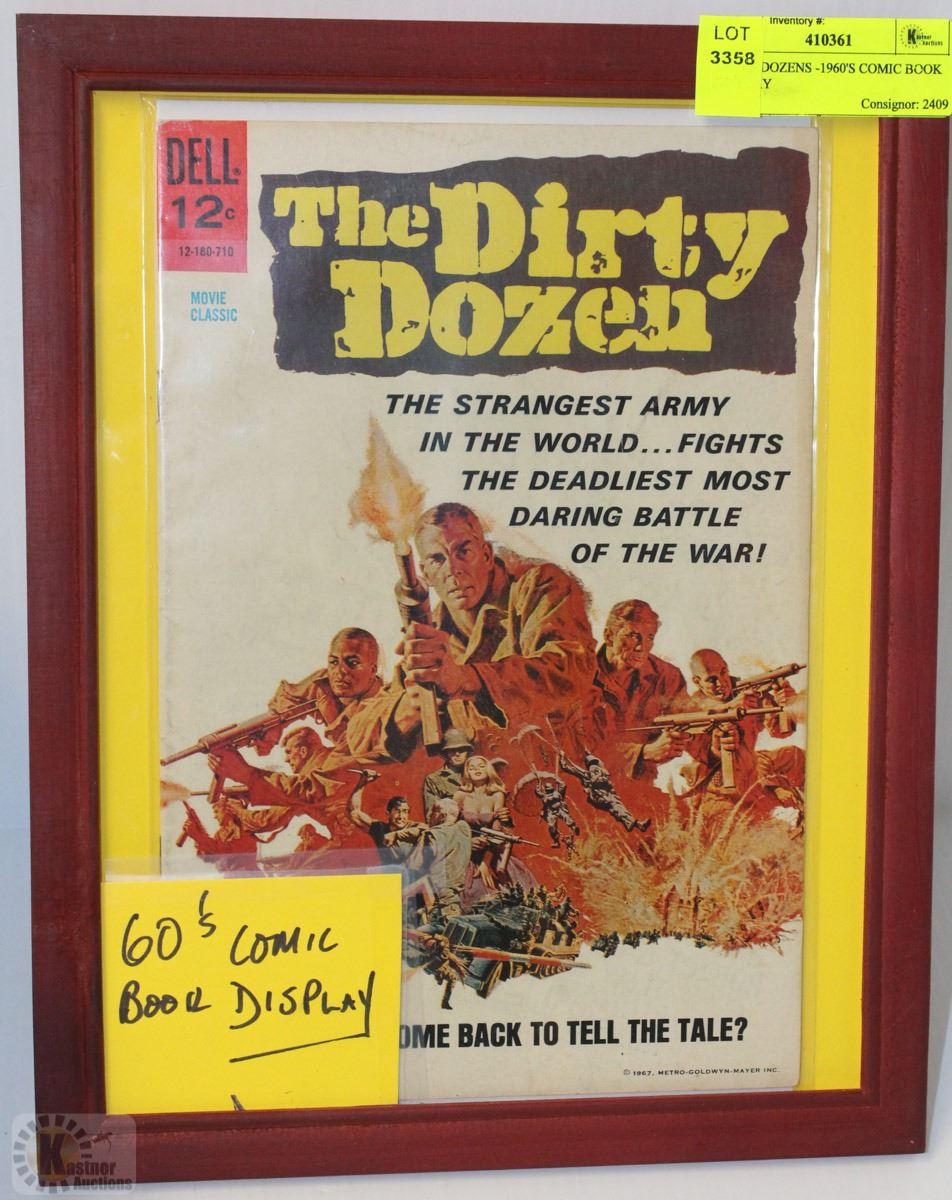 LOT
3358
Inventory #:
410361
Kastner
Auctions
DOZENS -1960'S COMIC BOOK
Consignor: 2409
DELL®
12c
12-180-710
MOVIE
CLASSIC
The Dirty
Dozen
THE STRANGEST ARMY
IN THE WORLD...FIGHTS
THE DEADLIEST MOST
DARING BATTLE
OF THE WAR!
60's COMIC
BOOK DISPLAY
OME BACK TO TELL THE TALE?
© 1967, METRO-GOLDWYN-MAYER INC.
Kastner
Auctions